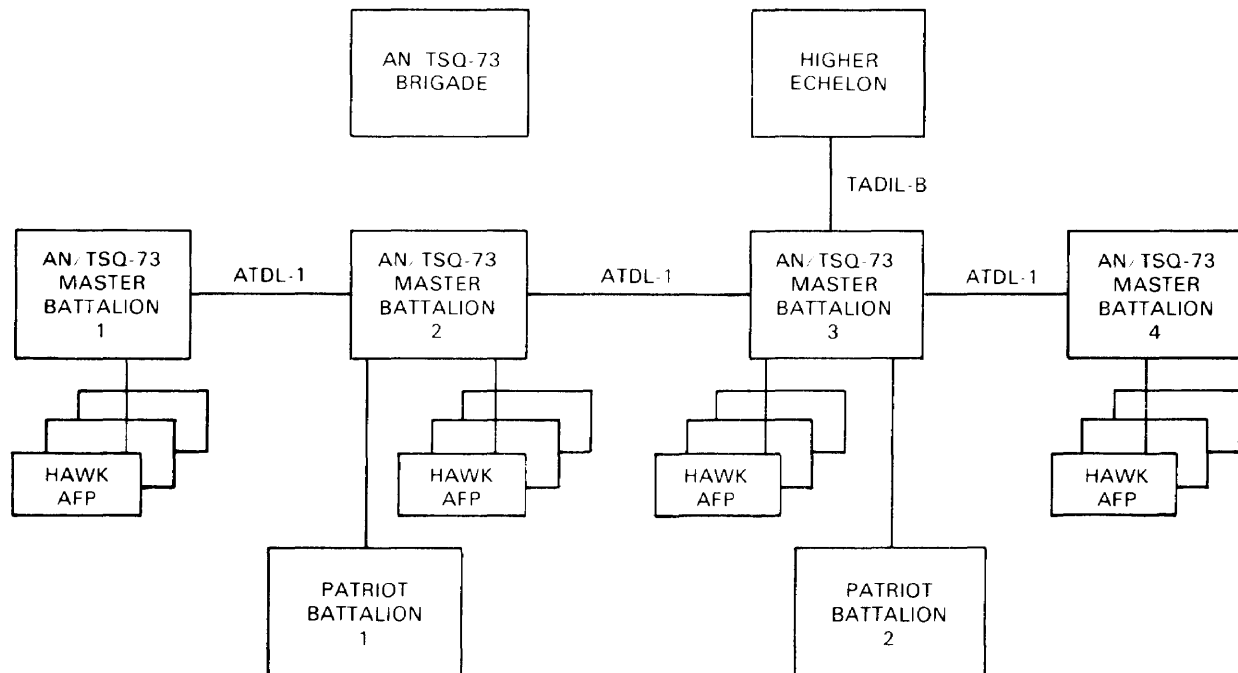 AN TSQ-73
BRIGADE
HIGHER
ECHELON
TADIL-B
AN/TSQ-73
MASTER
BATTALION
1
ATDL-1
AN/TSQ-73
MASTER
BATTALION
2
ATDL-1
AN/TSQ-73
MASTER
BATTALION
3
ATDL-1
AN/TSQ-73
MASTER
BATTALION
4
HAWK
AFP
HAWK
AFP
HAWK
AFP
HAWK
AFP
PATRIOT
BATTALION
1
PATRIOT
BATTALION
2